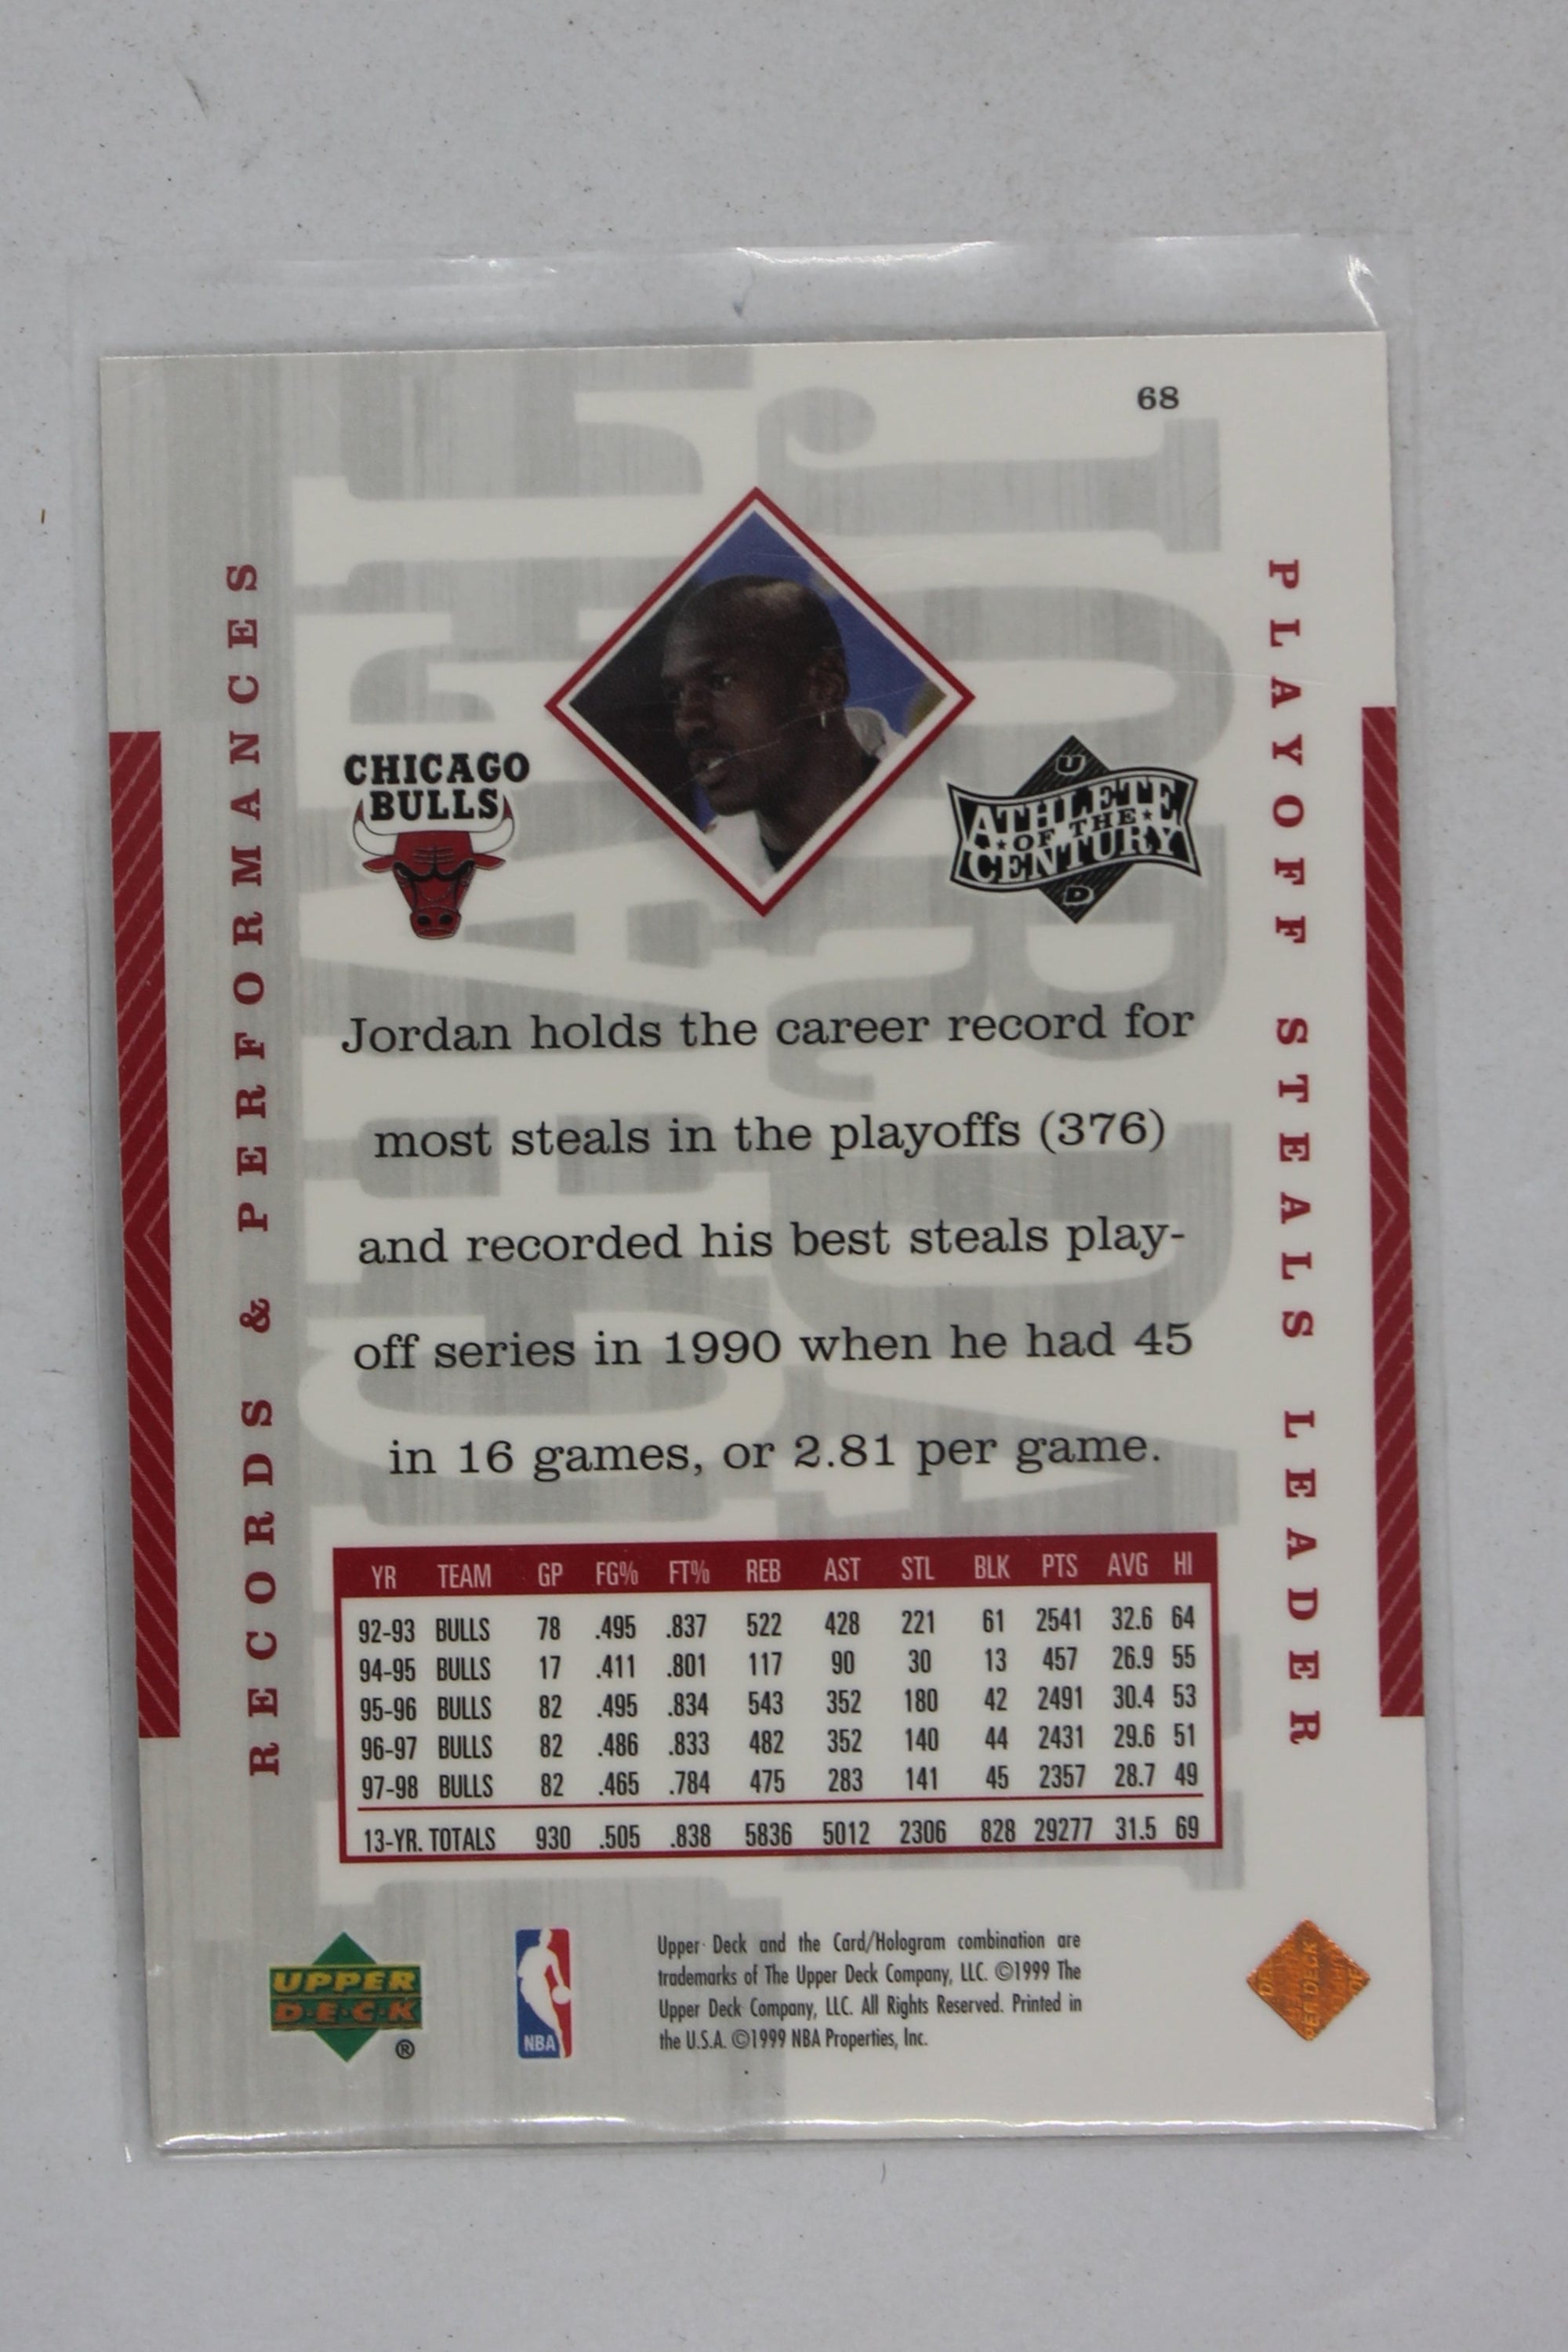 68
RECORDS & PERFORMANCES
PLAYOFF STEALS LEADER
MICHAEL
JORDAN
CHICAGO
BULLS
U
ATHLETE
OF THE
CENTURY
D
Jordan holds the career record for
most steals in the playoffs (376)
and recorded his best steals play-
off series in 1990 when he had 45
in 16 games, or 2.81 per game.
YR TEAM GP FG% FT% REB AST STL BLK PTS AVG HI
92-93 BULLS 78 .495 .837 522 428 221 61 2541 32.6 64
94-95 BULLS 17 .411 .801 117 90 30 13 457 26.9 55
95-96 BULLS 82 .495 .834 543 352 180 42 2491 30.4 53
96-97 BULLS 82 .486 .833 482 352 140 44 2431 29.6 51
97-98 BULLS 82 .465 .784 475 283 141 45 2357 28.7 49
13-YR. TOTALS 930 .505 .838 5836 5012 2306 828 29277 31.5 69
UPPER
D·E·C·K
®
NBA
Upper Deck and the Card/Hologram combination are
trademarks of The Upper Deck Company, LLC. ©1999 The
Upper Deck Company, LLC. All Rights Reserved. Printed in
the U.S.A. ©1999 NBA Properties, Inc.
DECK